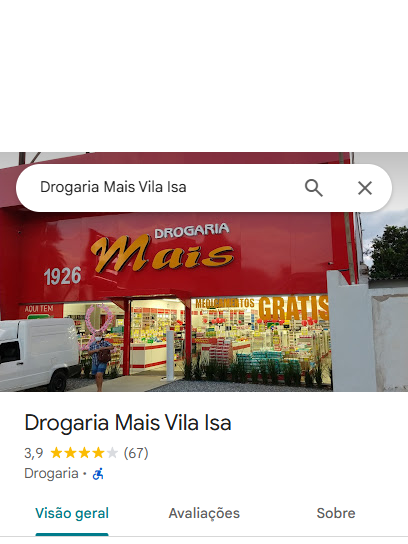 Drogaria Mais Vila Isa
DROGARIA
Mais
1926
AQUI TEM
MEDICAMENTOS
GRÁTIS
Drogaria Mais Vila Isa
3,9 (67)
Drogaria ·
Visão geral Avaliações Sobre